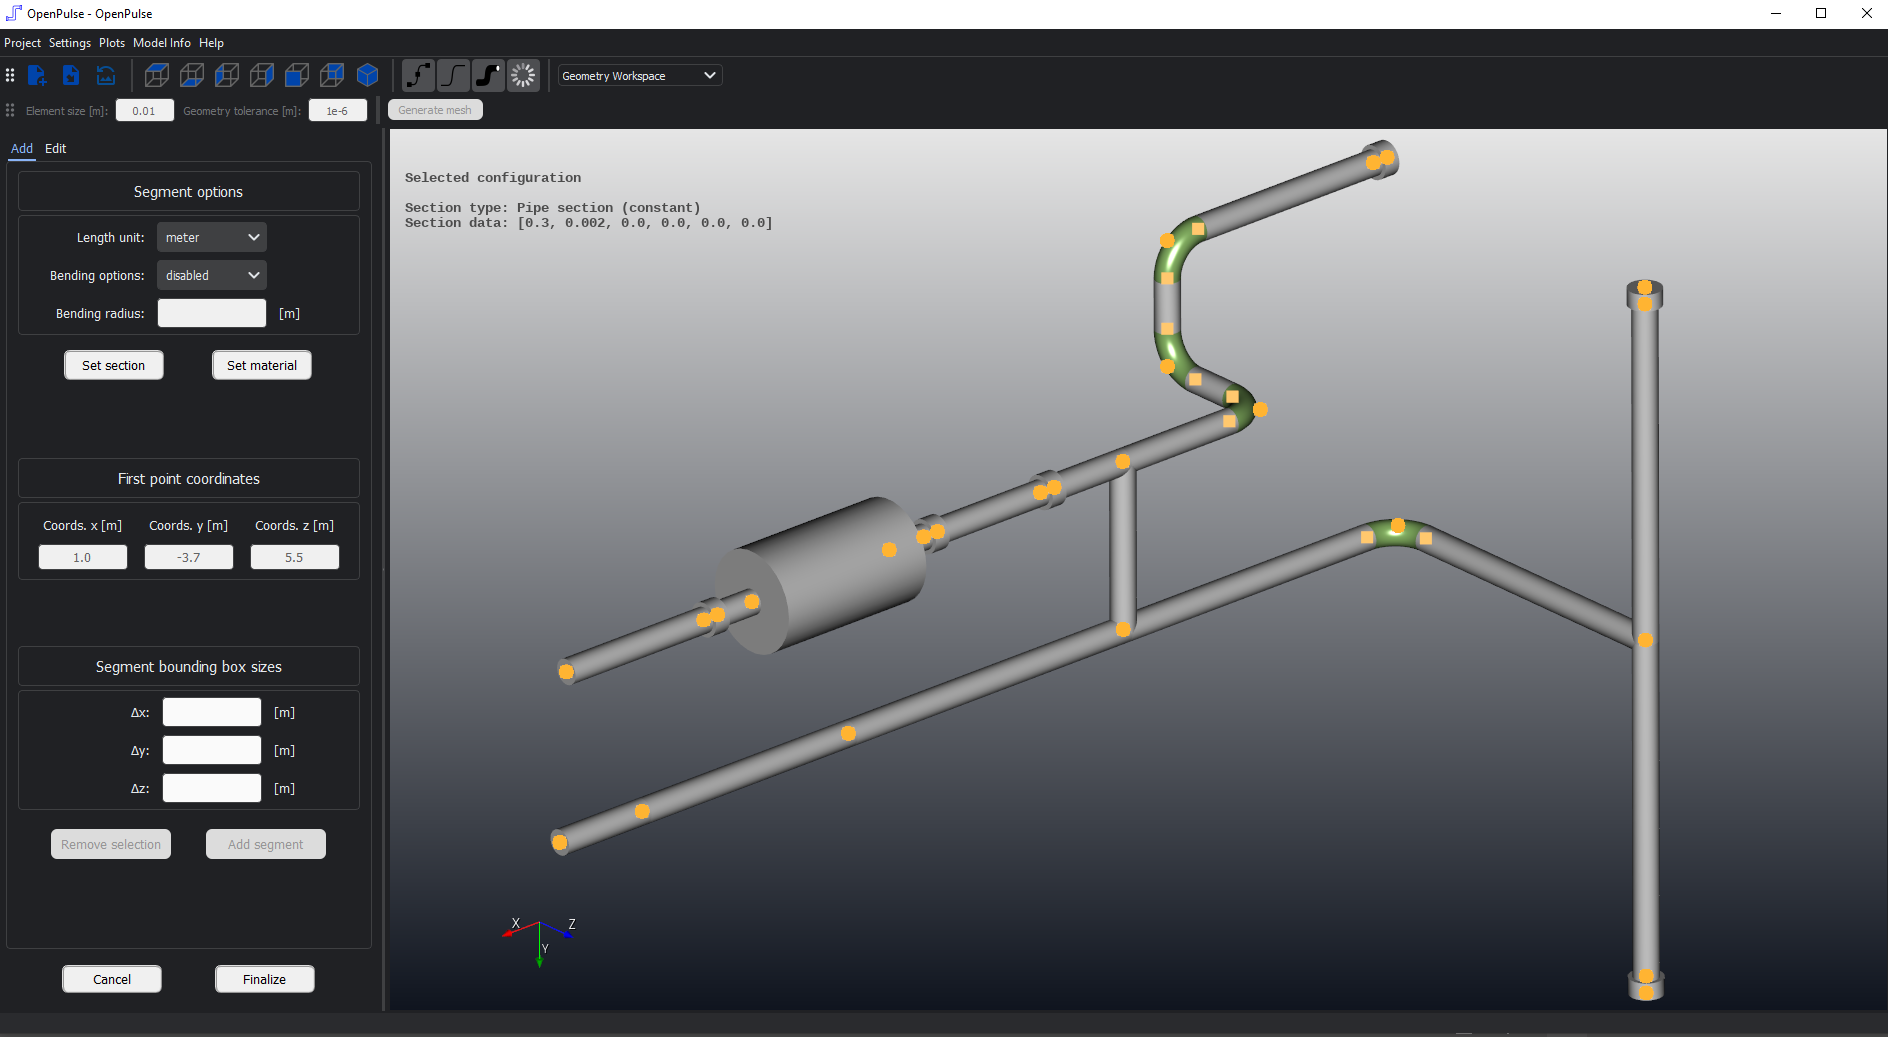 OpenPulse - OpenPulse
Project Settings Plots Model Info Help
Geometry Workspace
Element size [m]: 0.01 Geometry tolerance [m]: 1e-6 Generate mesh
Add Edit
Segment options
Length unit: meter
Bending options: disabled
Bending radius: [m]
Set section Set material
First point coordinates
Coords. x [m] Coords. y [m] Coords. z [m]
1.0 -3.7 5.5
Segment bounding box sizes
Δx: [m]
Δy: [m]
Δz: [m]
Remove selection Add segment
Cancel Finalize
Selected configuration
Section type: Pipe section (constant)
Section data: [0.3, 0.002, 0.0, 0.0, 0.0, 0.0]
X Z
Y